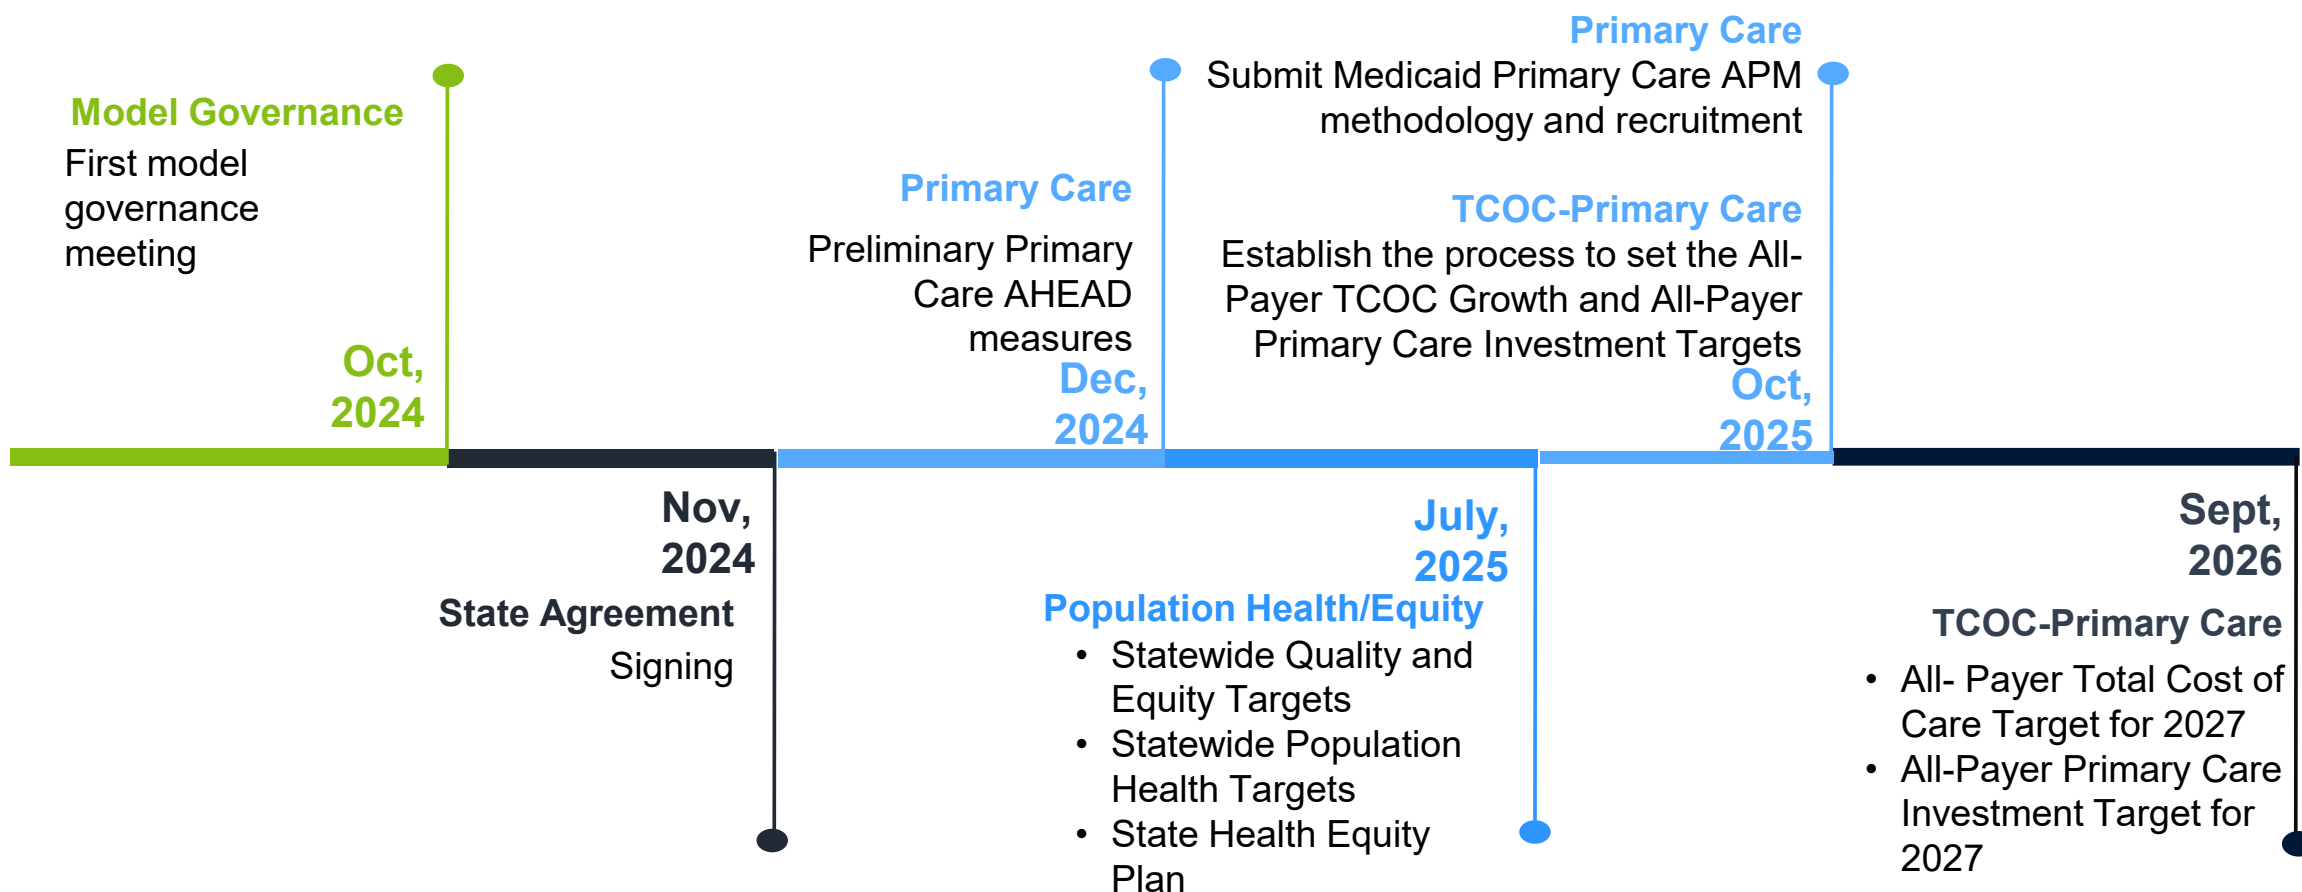 Model Governance
First model
governance
meeting
Oct,
2024
Nov,
2024
State Agreement
Signing
Primary Care
Preliminary Primary
Care AHEAD
measures
Dec,
2024
July,
2025
Population Health/Equity
• Statewide Quality and
Equity Targets
• Statewide Population
Health Targets
• State Health Equity
Plan
Primary Care
Submit Medicaid Primary Care APM
methodology and recruitment
TCOC-Primary Care
Establish the process to set the All-
Payer TCOC Growth and All-Payer
Primary Care Investment Targets
Oct,
2025
Sept,
2026
TCOC-Primary Care
• All- Payer Total Cost of
Care Target for 2027
• All-Payer Primary Care
Investment Target for
2027